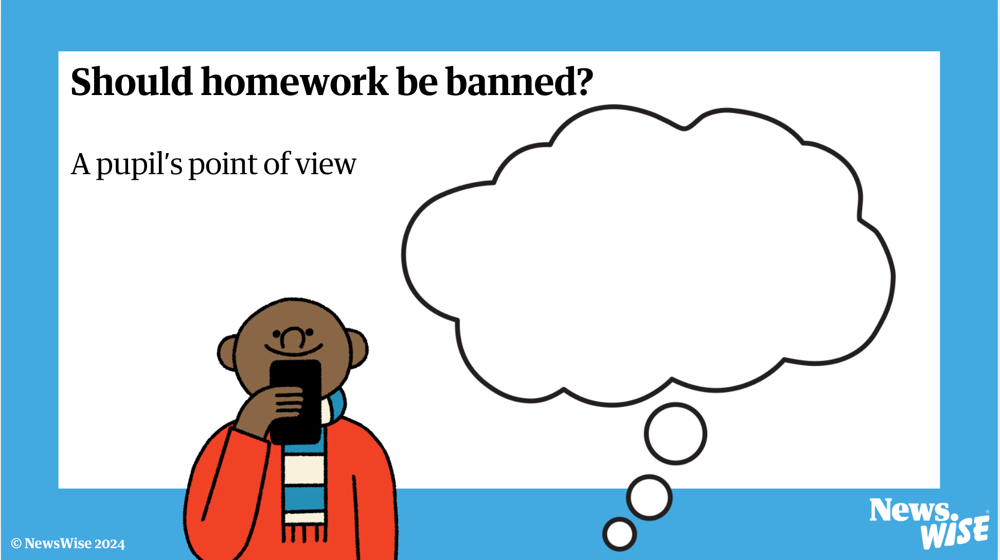 Should homework be banned?
A pupil's point of view
© NewsWise 2024
News.
WiSE®